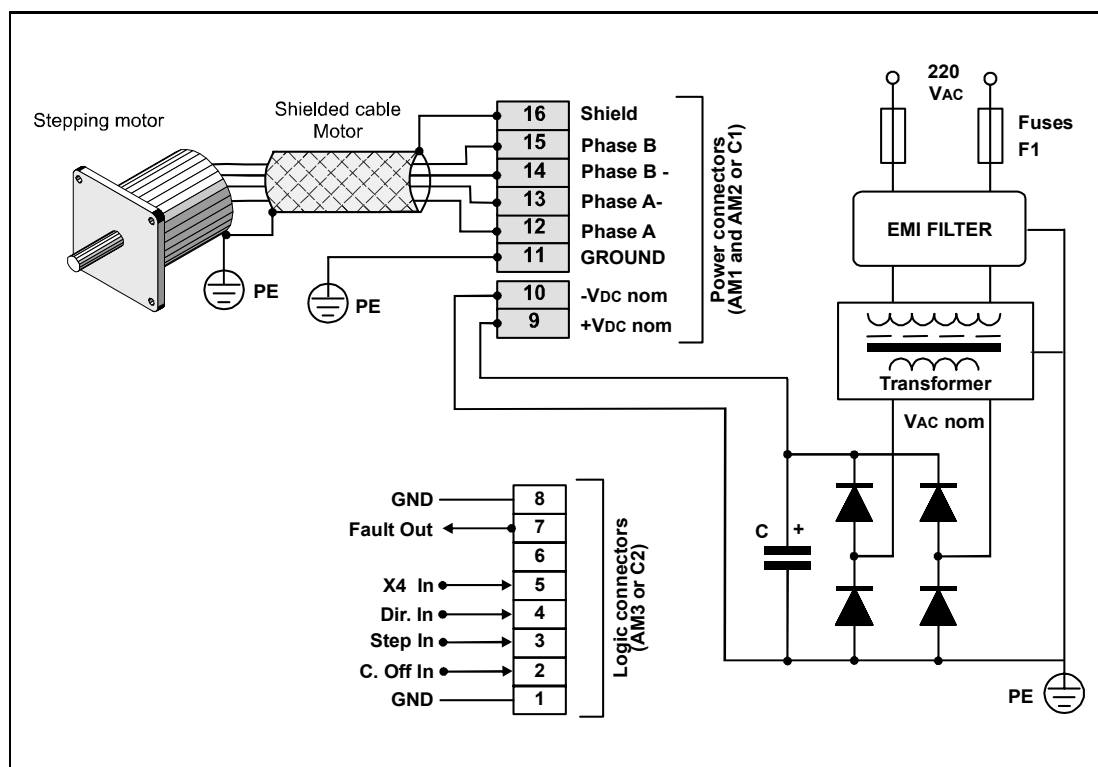 Stepping motor
Shielded cable
Motor
PE
PE
16 Shield
15 Phase B
14 Phase B -
13 Phase A-
12 Phase A
11 GROUND
10 -VDC nom
9 +VDC nom
Power connectors
(AM1 and AM2 or C1)
220
VAC
Fuses
F1
EMI FILTER
Transformer
VAC nom
C +
PE
GND 8
Fault Out 7
6
X4 In 5
Dir. In 4
Step In 3
C. Off In 2
GND 1
Logic connectors
(AM3 or C2)